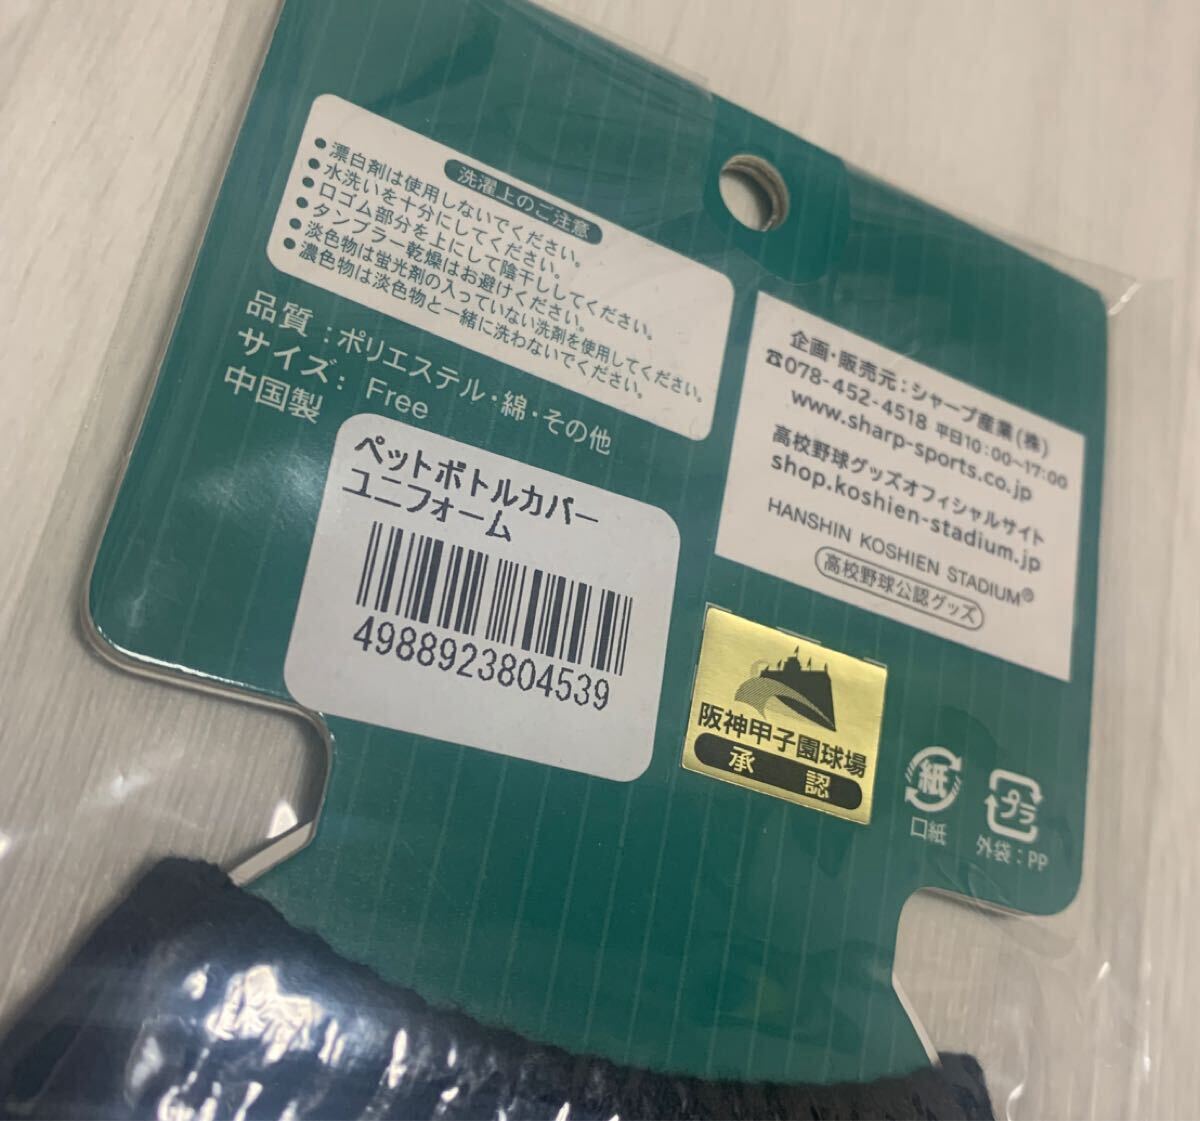 洗濯上のご注意
●漂白剤は使用しないでください。
●水洗いを十分にしてください。
●口ゴム部分を上にして陰干ししてください。
●タンブラー乾燥はお避けください。
●淡色物は蛍光剤の入っていない洗剤を使用してください。
●濃色物は淡色物と一緒に洗わないでください。
品質:ポリエステル・綿・その他
サイズ: Free
中国製
ペットボトルカバー
ユニフォーム
4988923804539
企画・販売元:シャープ産業(株)
☎078-452-4518 平日10:00~17:00
www.sharp-sports.co.jp
高校野球グッズオフィシャルサイト
shop.koshien-stadium.jp
HANSHIN KOSHIEN STADIUM®
高校野球公認グッズ
阪神甲子園球場
承認
紙
口紙
プラ
外袋:PP